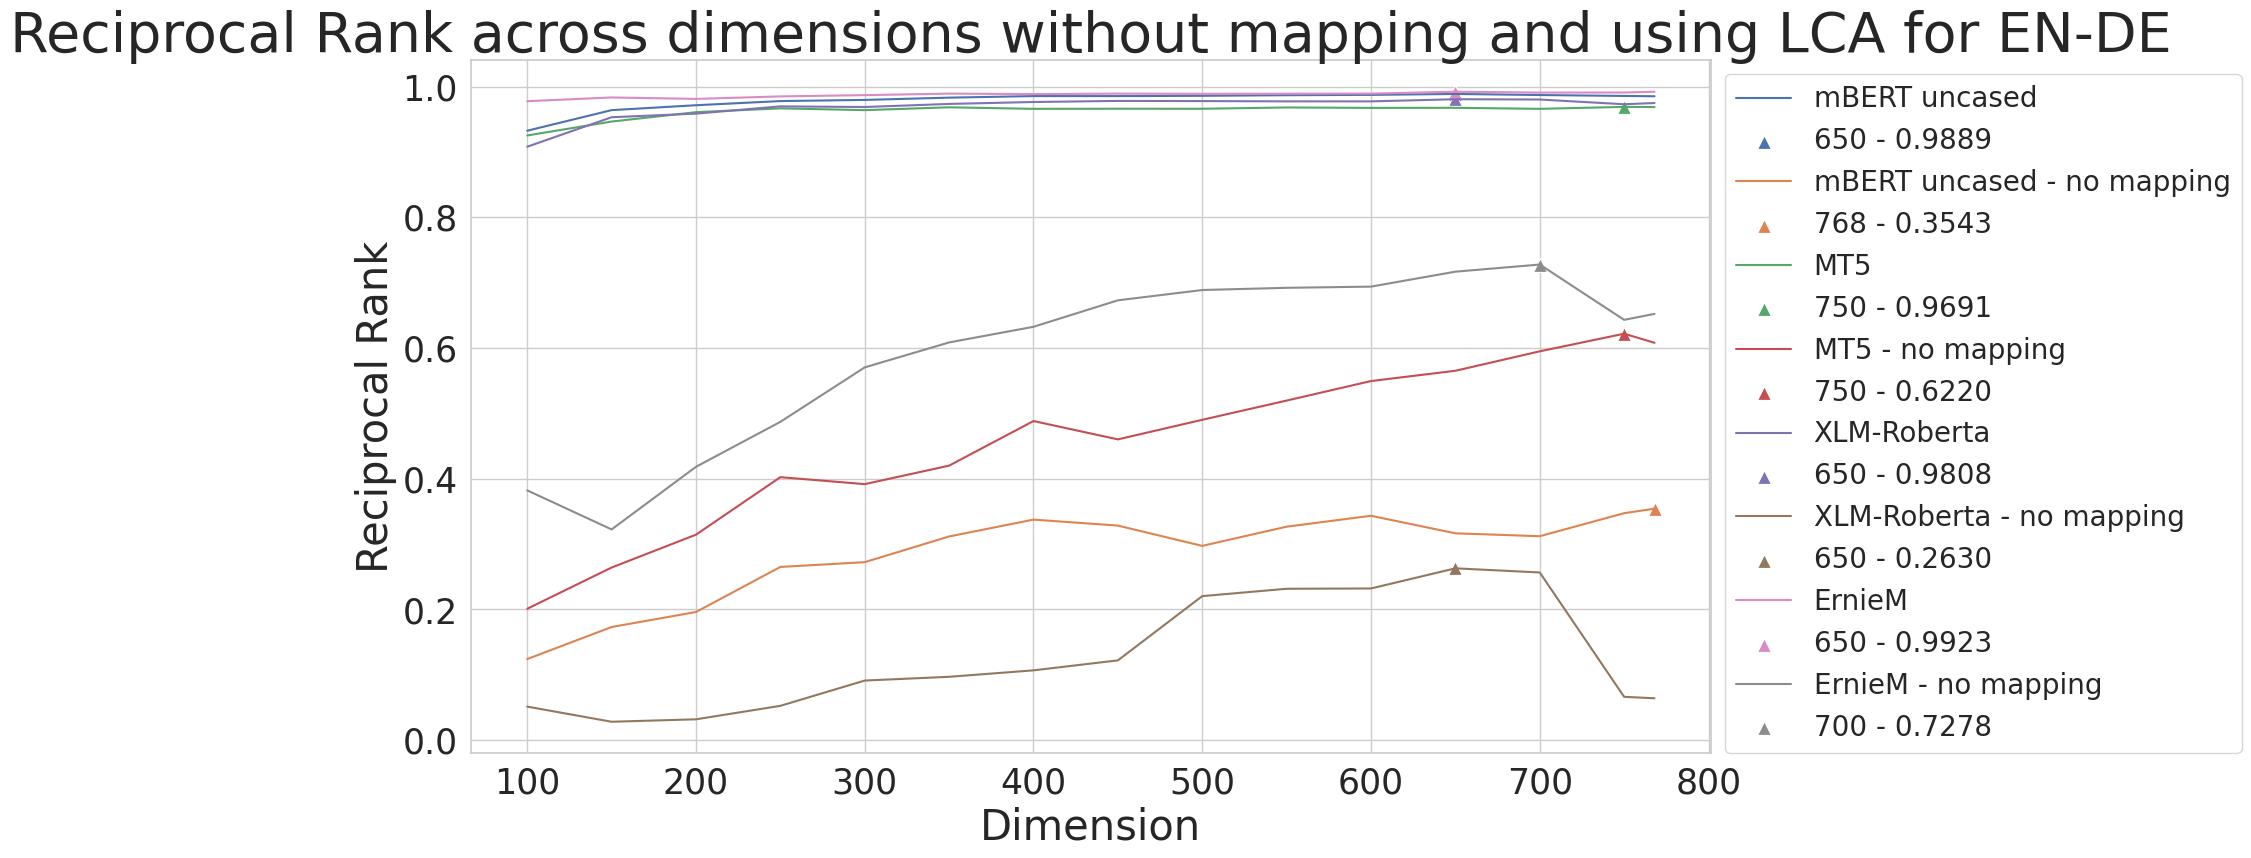 Reciprocal Rank across dimensions without mapping and using LCA for EN-DE
Reciprocal Rank
1.0
0.8
0.6
0.4
0.2
0.0
100 200 300 400 500 600 700 800
Dimension
mBERT uncased
650 - 0.9889
mBERT uncased - no mapping
768 - 0.3543
MT5
750 - 0.9691
MT5 - no mapping
750 - 0.6220
XLM-Roberta
650 - 0.9808
XLM-Roberta - no mapping
650 - 0.2630
ErnieM
650 - 0.9923
ErnieM - no mapping
700 - 0.7278